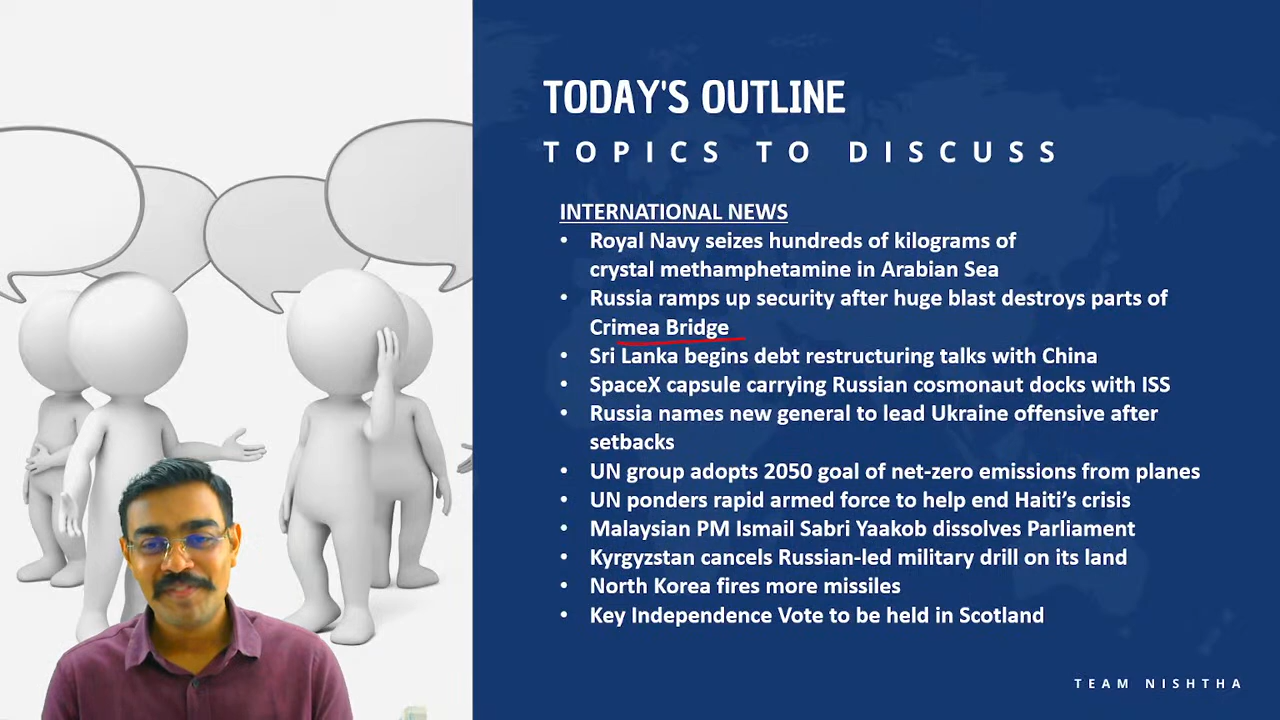 TODAY'S OUTLINE
TOPICS TO DISCUSS
INTERNATIONAL NEWS
• Royal Navy seizes hundreds of kilograms of
crystal methamphetamine in Arabian Sea
• Russia ramps up security after huge blast destroys parts of
Crimea Bridge
• Sri Lanka begins debt restructuring talks with China
• SpaceX capsule carrying Russian cosmonaut docks with ISS
• Russia names new general to lead Ukraine offensive after
setbacks
• UN group adopts 2050 goal of net-zero emissions from planes
• UN ponders rapid armed force to help end Haiti’s crisis
• Malaysian PM Ismail Sabri Yaakob dissolves Parliament
• Kyrgyzstan cancels Russian-led military drill on its land
• North Korea fires more missiles
• Key Independence Vote to be held in Scotland
TEAM NISHTHA